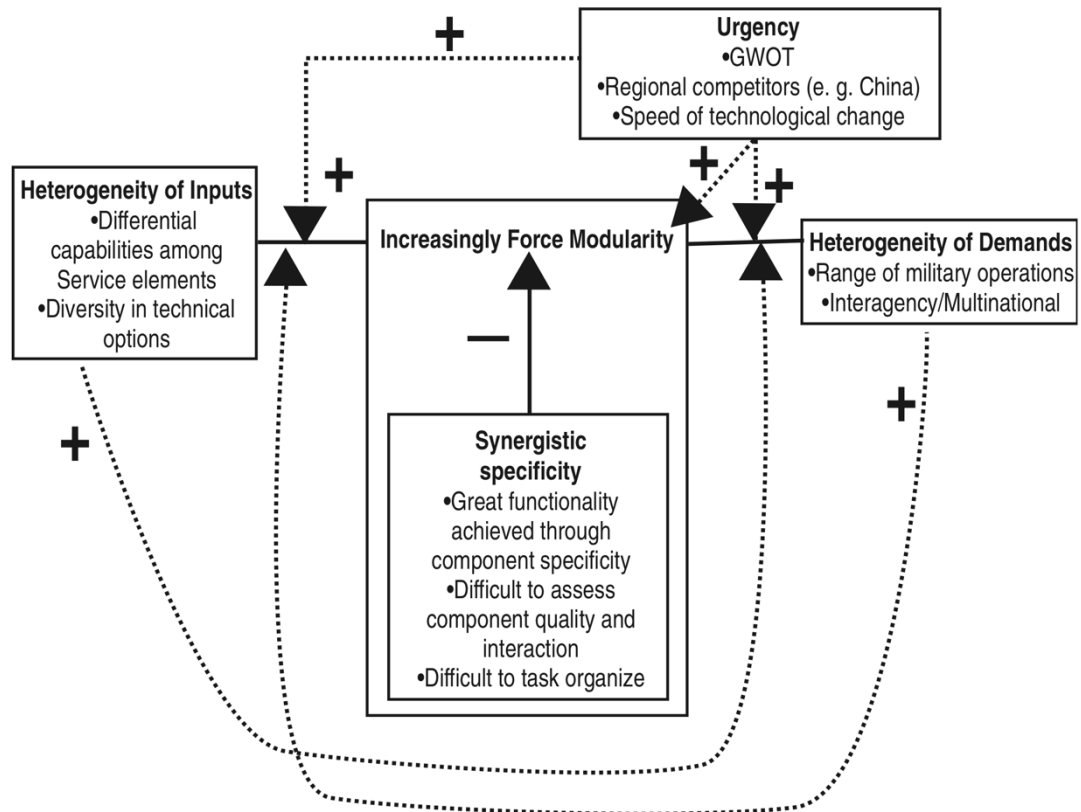 Urgency
•GWOT
•Regional competitors (e. g. China)
•Speed of technological change
+
+
+
+
Heterogeneity of Inputs
•Differential
capabilities among
Service elements
•Diversity in technical
options
Increasingly Force Modularity
Heterogeneity of Demands
•Range of military operations
•Interagency/Multinational
—
+
+
Synergistic
specificity
•Great functionality
achieved through
component specificity
•Difficult to assess
component quality and
interaction
•Difficult to task organize